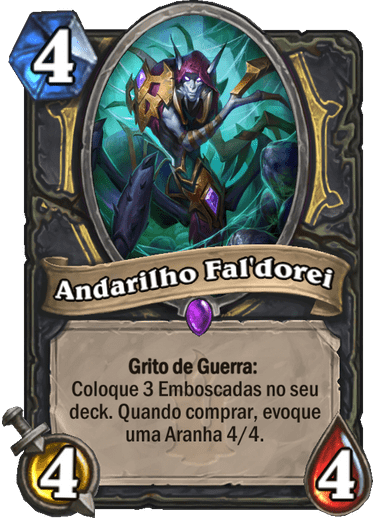 4
Andarilho Fal'dorei
Grito de Guerra:
Coloque 3 Emboscadas no seu
deck. Quando comprar, evoque
uma Aranha 4/4.
4
4